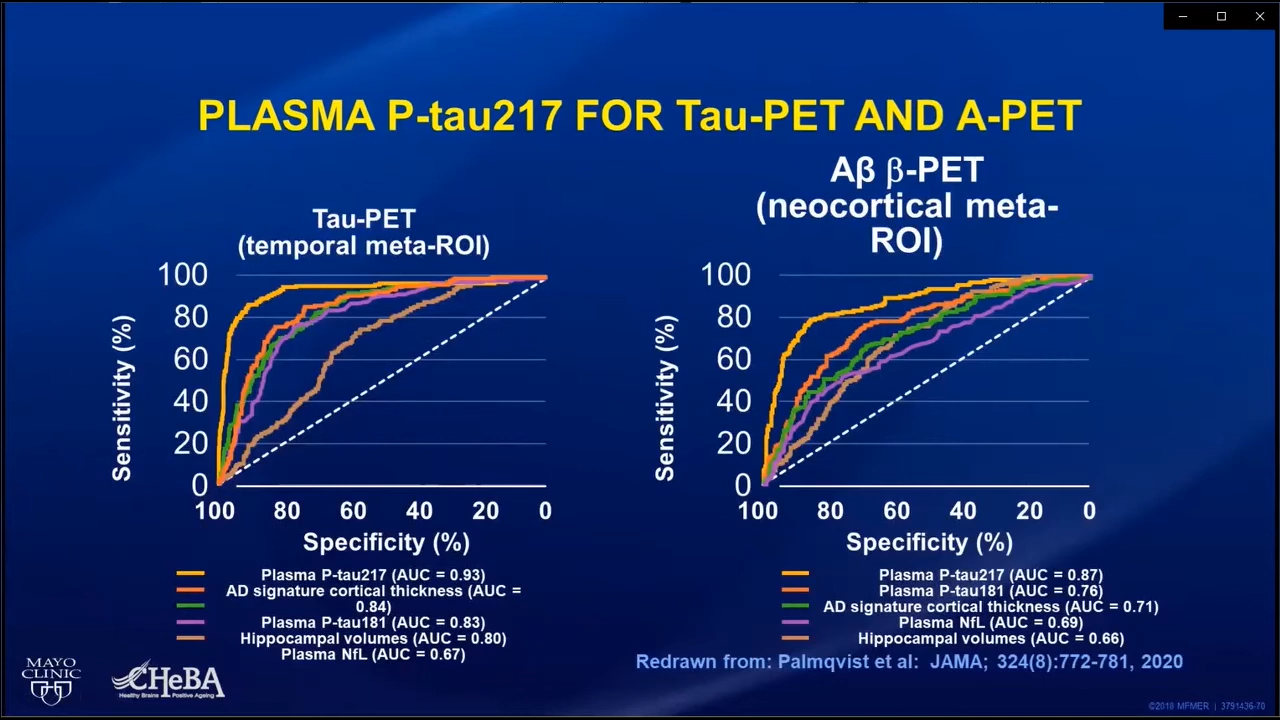 PLASMA P-tau217 FOR Tau-PET AND A-PET
Tau-PET
(temporal meta-ROI)
100
80
60
40
20
0
Sensitivity (%)
100 80 60 40 20 0
Specificity (%)
Plasma P-tau217 (AUC = 0.93)
AD signature cortical thickness (AUC =
0.84)
Plasma P-tau181 (AUC = 0.83)
Hippocampal volumes (AUC = 0.80)
Plasma NfL (AUC = 0.67)
Aβ β-PET
(neocortical meta-
ROI)
100
80
60
40
20
0
Sensitivity (%)
100 80 60 40 20 0
Specificity (%)
Plasma P-tau217 (AUC = 0.87)
Plasma P-tau181 (AUC = 0.76)
AD signature cortical thickness (AUC = 0.71)
Plasma NfL (AUC = 0.69)
Hippocampal volumes (AUC = 0.66)
Redrawn from: Palmqvist et al: JAMA; 324(8):772-781, 2020
MAYO
CLINIC
CHeBA
Healthy Brains Positive Ageing
©2019 MFMER | 3791436-70